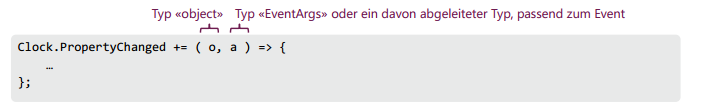 Typ «object» Typ «EventArgs» oder ein davon abgeleiteter Typ, passend zum Event
Clock.PropertyChanged += ( o, a ) => {
…
};